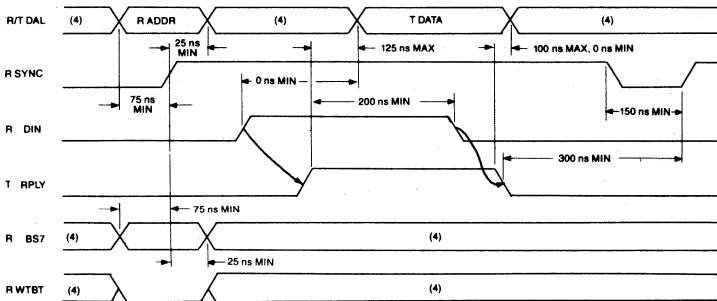 R/T DAL (4) R ADDR (4) T DATA (4)
25 ns MIN 125 ns MAX 100 ns MAX, 0 ns MIN
R SYNC
0 ns MIN
75 ns MIN 200 ns MIN 150 ns MIN
R DIN
300 ns MIN
T RPLY
75 ns MIN
R BS7 (4) (4)
25 ns MIN
R WTBT (4) (4)